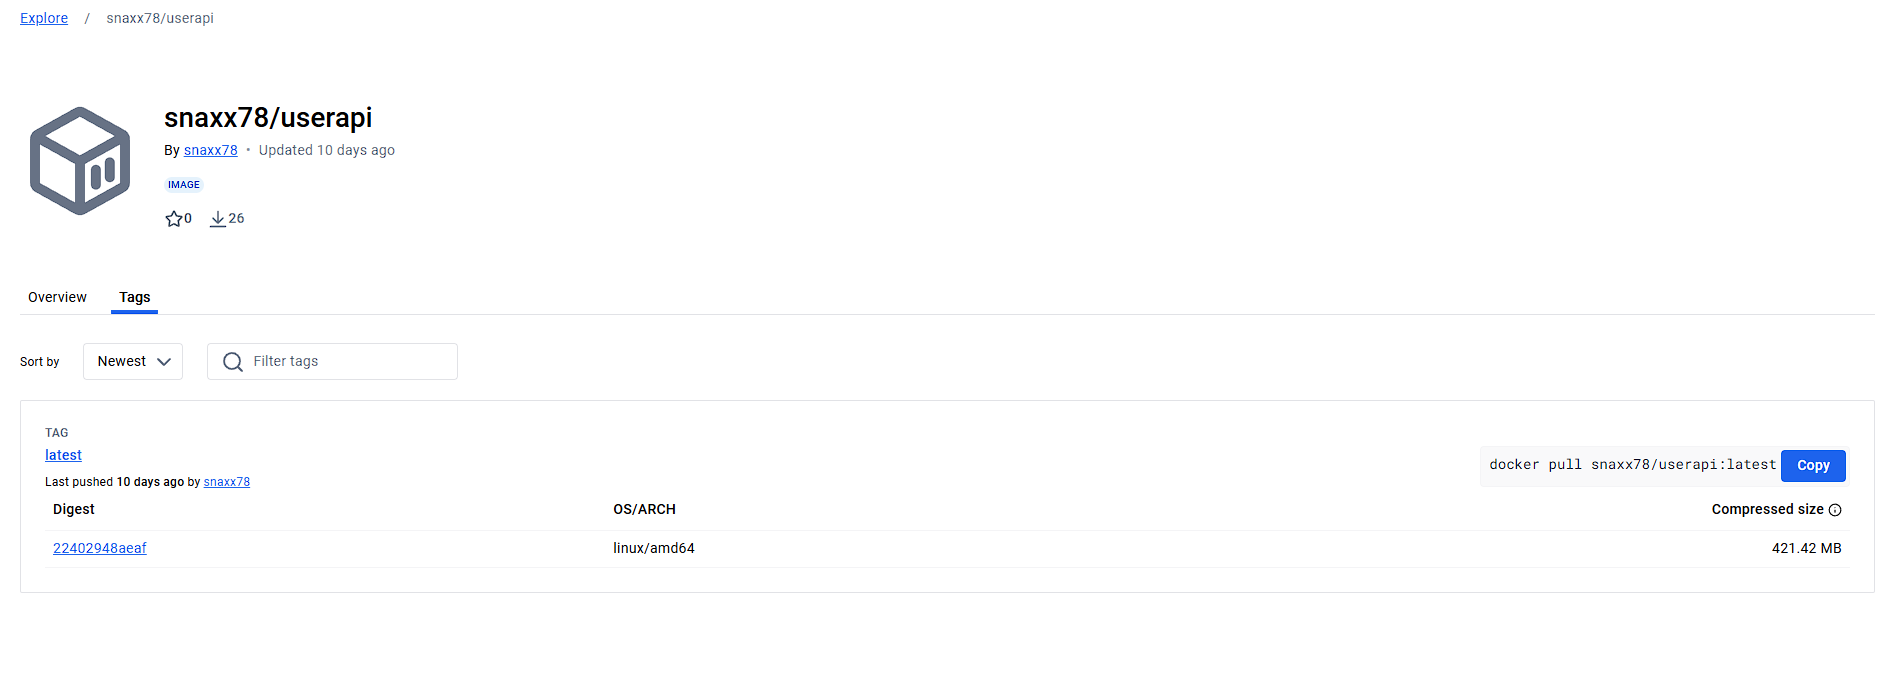 Explore / snaxx78/userapi
snaxx78/userapi
By snaxx78 • Updated 10 days ago
IMAGE
0 26
Overview Tags
Sort by Newest Filter tags
TAG
latest
docker pull snaxx78/userapi:latest Copy
Last pushed 10 days ago by snaxx78
Digest OS/ARCH Compressed size
22402948aeaf linux/amd64 421.42 MB